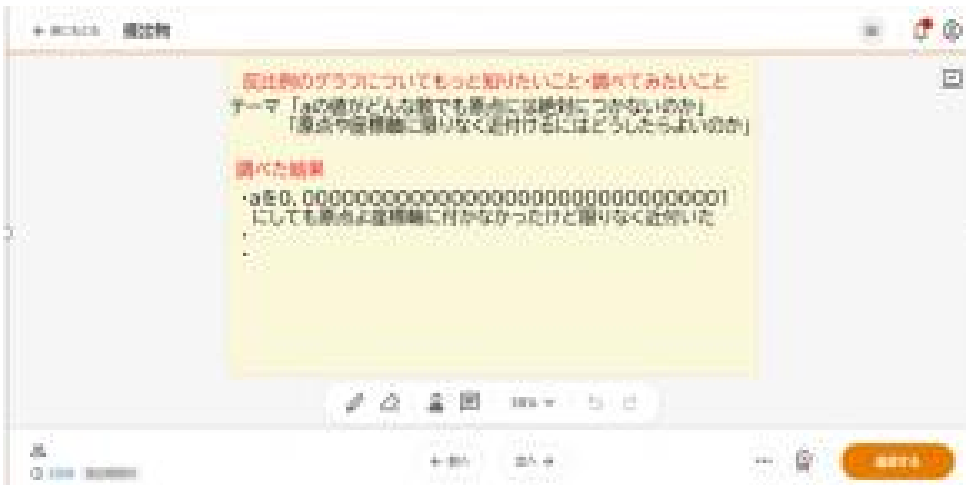 提出物
反比例のグラフについてもっと知りたいこと・調べてみたいこと
テーマ「aの値がどんな数でも原点には絶対につかないのか」
「原点や座標軸に限りなく近付けるにはどうしたらよいのか」
調べた結果
・aを0.00000000000000000000000000000000001
にしても原点よ座標軸に付かなかったけど限りなく近付いた
・
・